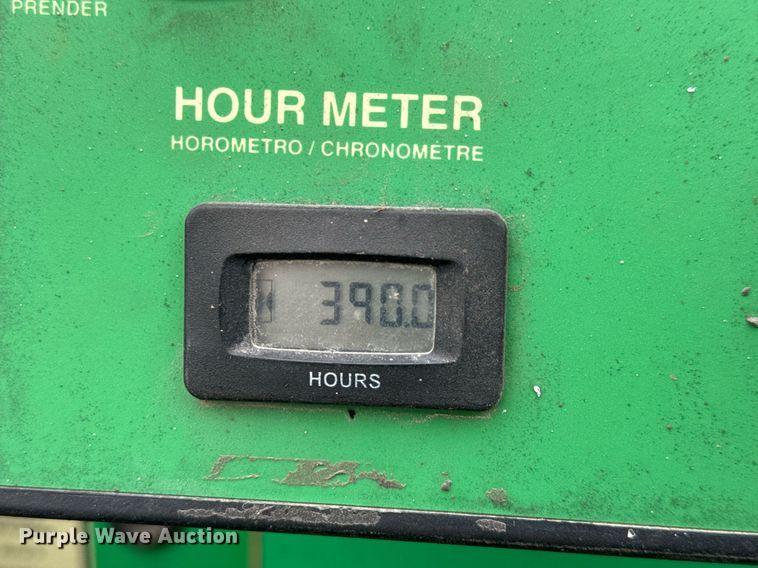 PRENDER
HOUR METER
HOROMETRO / CHRONOMÈTRE
390.0
HOURS
Purple Wave Auction